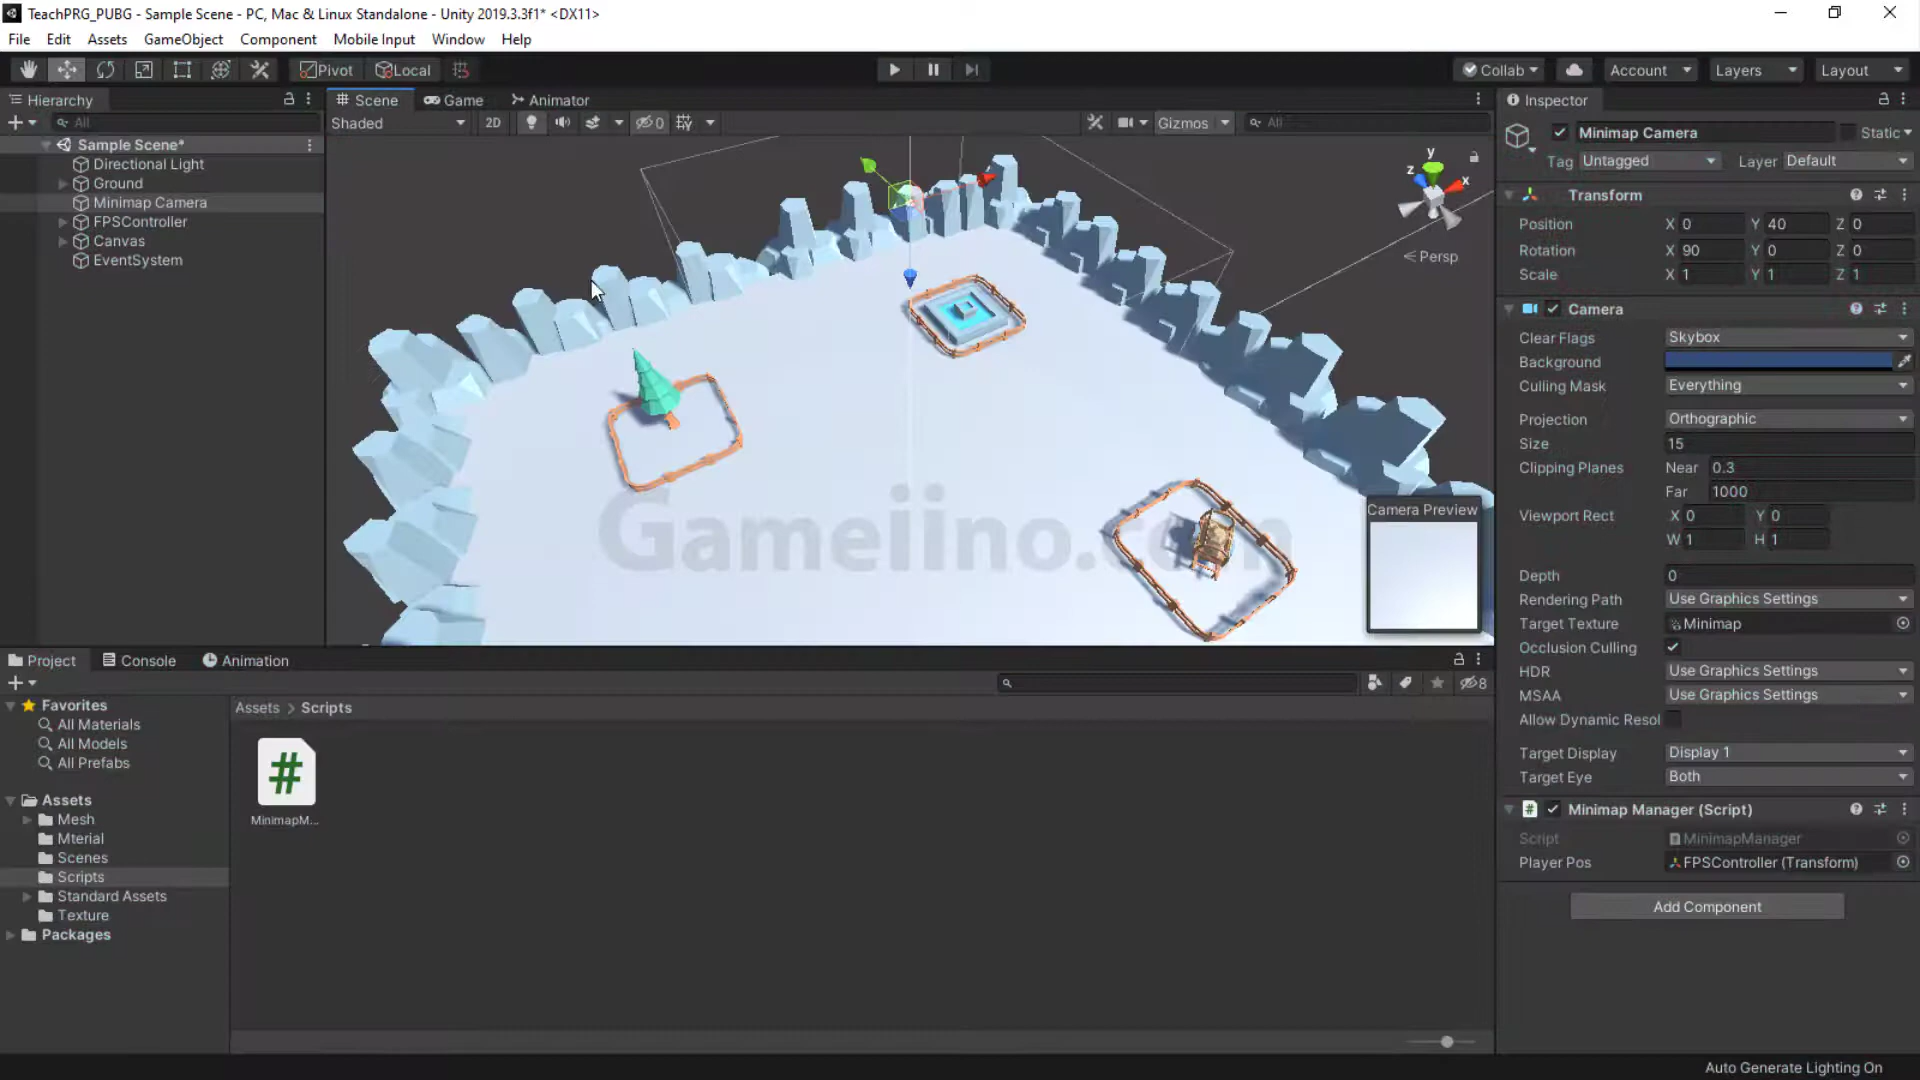 TeachPRG_PUBG - Sample Scene - PC, Mac & Linux Standalone - Unity 2019.3.3f1* <DX11>
File Edit Assets GameObject Component Mobile Input Window Help
Pivot Local Collab Account Layers Layout
Hierarchy
All
Sample Scene*
Directional Light
Ground
Minimap Camera
FPSController
Canvas
EventSystem
Scene Game Animator
Shaded 2D 0 Gizmos All
y
z
x
Persp
Gameiino.com
Camera Preview
Inspector
Minimap Camera Static
Tag Untagged Layer Default
Transform
Position X 0 Y 40 Z 0
Rotation X 90 Y 0 Z 0
Scale X 1 Y 1 Z 1
Camera
Clear Flags Skybox
Background
Culling Mask Everything
Projection Orthographic
Size 15
Clipping Planes Near 0.3
Far 1000
Viewport Rect X 0 Y 0
W 1 H 1
Depth 0
Rendering Path Use Graphics Settings
Target Texture Minimap
Occlusion Culling
HDR Use Graphics Settings
MSAA Use Graphics Settings
Allow Dynamic Resol
Target Display Display 1
Target Eye Both
# Minimap Manager (Script)
Script MinimapManager
Player Pos FPSController (Transform)
Add Component
Project Console Animation
8
Favorites
All Materials
All Models
All Prefabs
Assets
Mesh
Mterial
Scenes
Scripts
Standard Assets
Texture
Packages
Assets > Scripts
#
MinimapM...
Auto Generate Lighting On